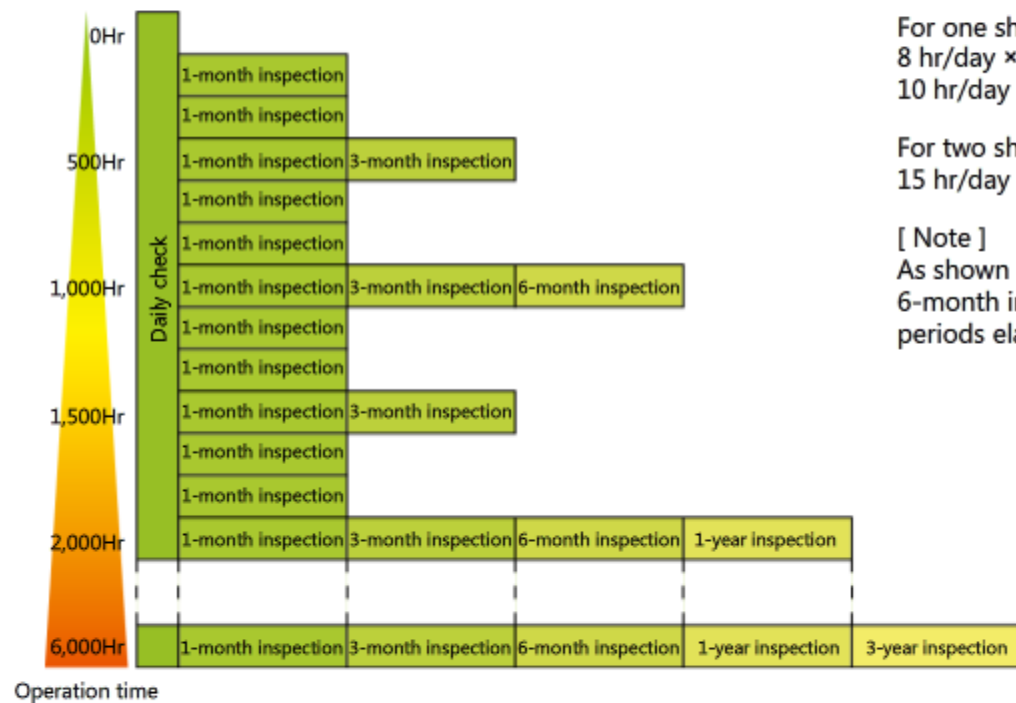 0Hr
1-month inspection
1-month inspection
500Hr 1-month inspection 3-month inspection
1-month inspection
1-month inspection
1,000Hr 1-month inspection 3-month inspection 6-month inspection
1-month inspection
1-month inspection
1,500Hr 1-month inspection 3-month inspection
1-month inspection
1-month inspection
2,000Hr 1-month inspection 3-month inspection 6-month inspection 1-year inspection
6,000Hr 1-month inspection 3-month inspection 6-month inspection 1-year inspection 3-year inspection
Daily check
Operation time
For one
8 hr/day ×
10 hr/day
For two
15 hr/day
[ Note ]
As shown
6-month
periods